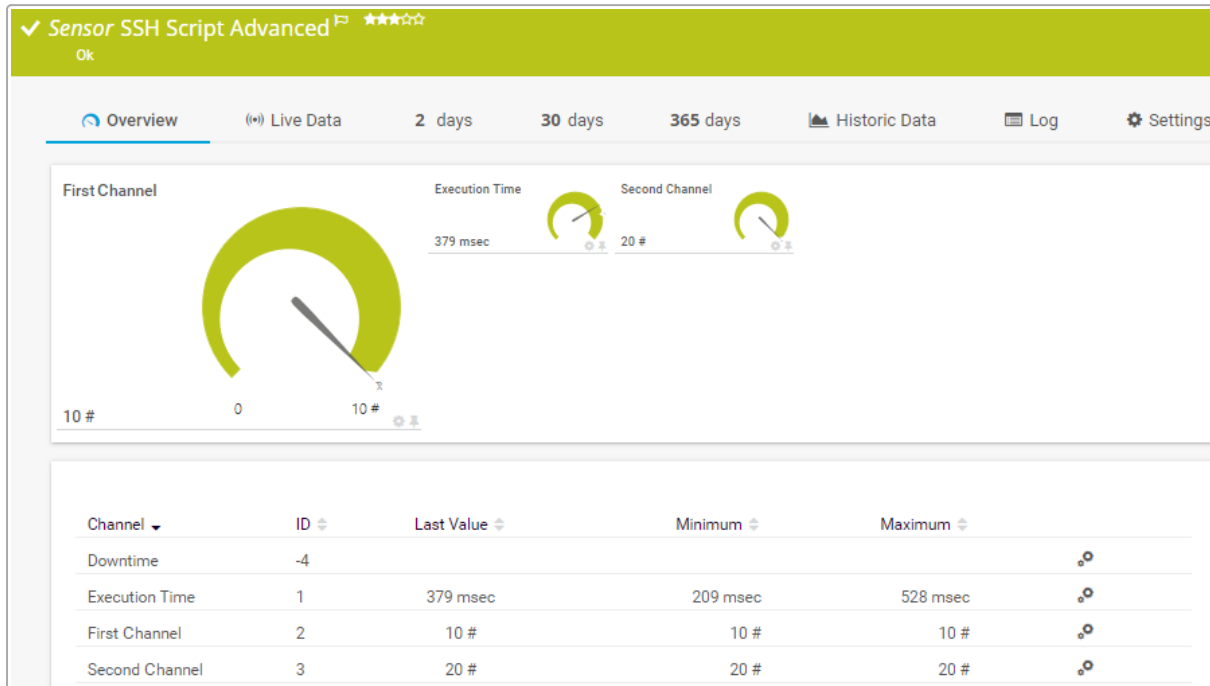 Sensor SSH Script Advanced
Ok
Overview Live Data 2 days 30 days 365 days Historic Data Log Settings
First Channel
10 #
0 10 #
Execution Time
379 msec
Second Channel
20 #
Channel ID Last Value Minimum Maximum
Downtime -4
Execution Time 1 379 msec 209 msec 528 msec
First Channel 2 10 # 10 # 10 #
Second Channel 3 20 # 20 # 20 #